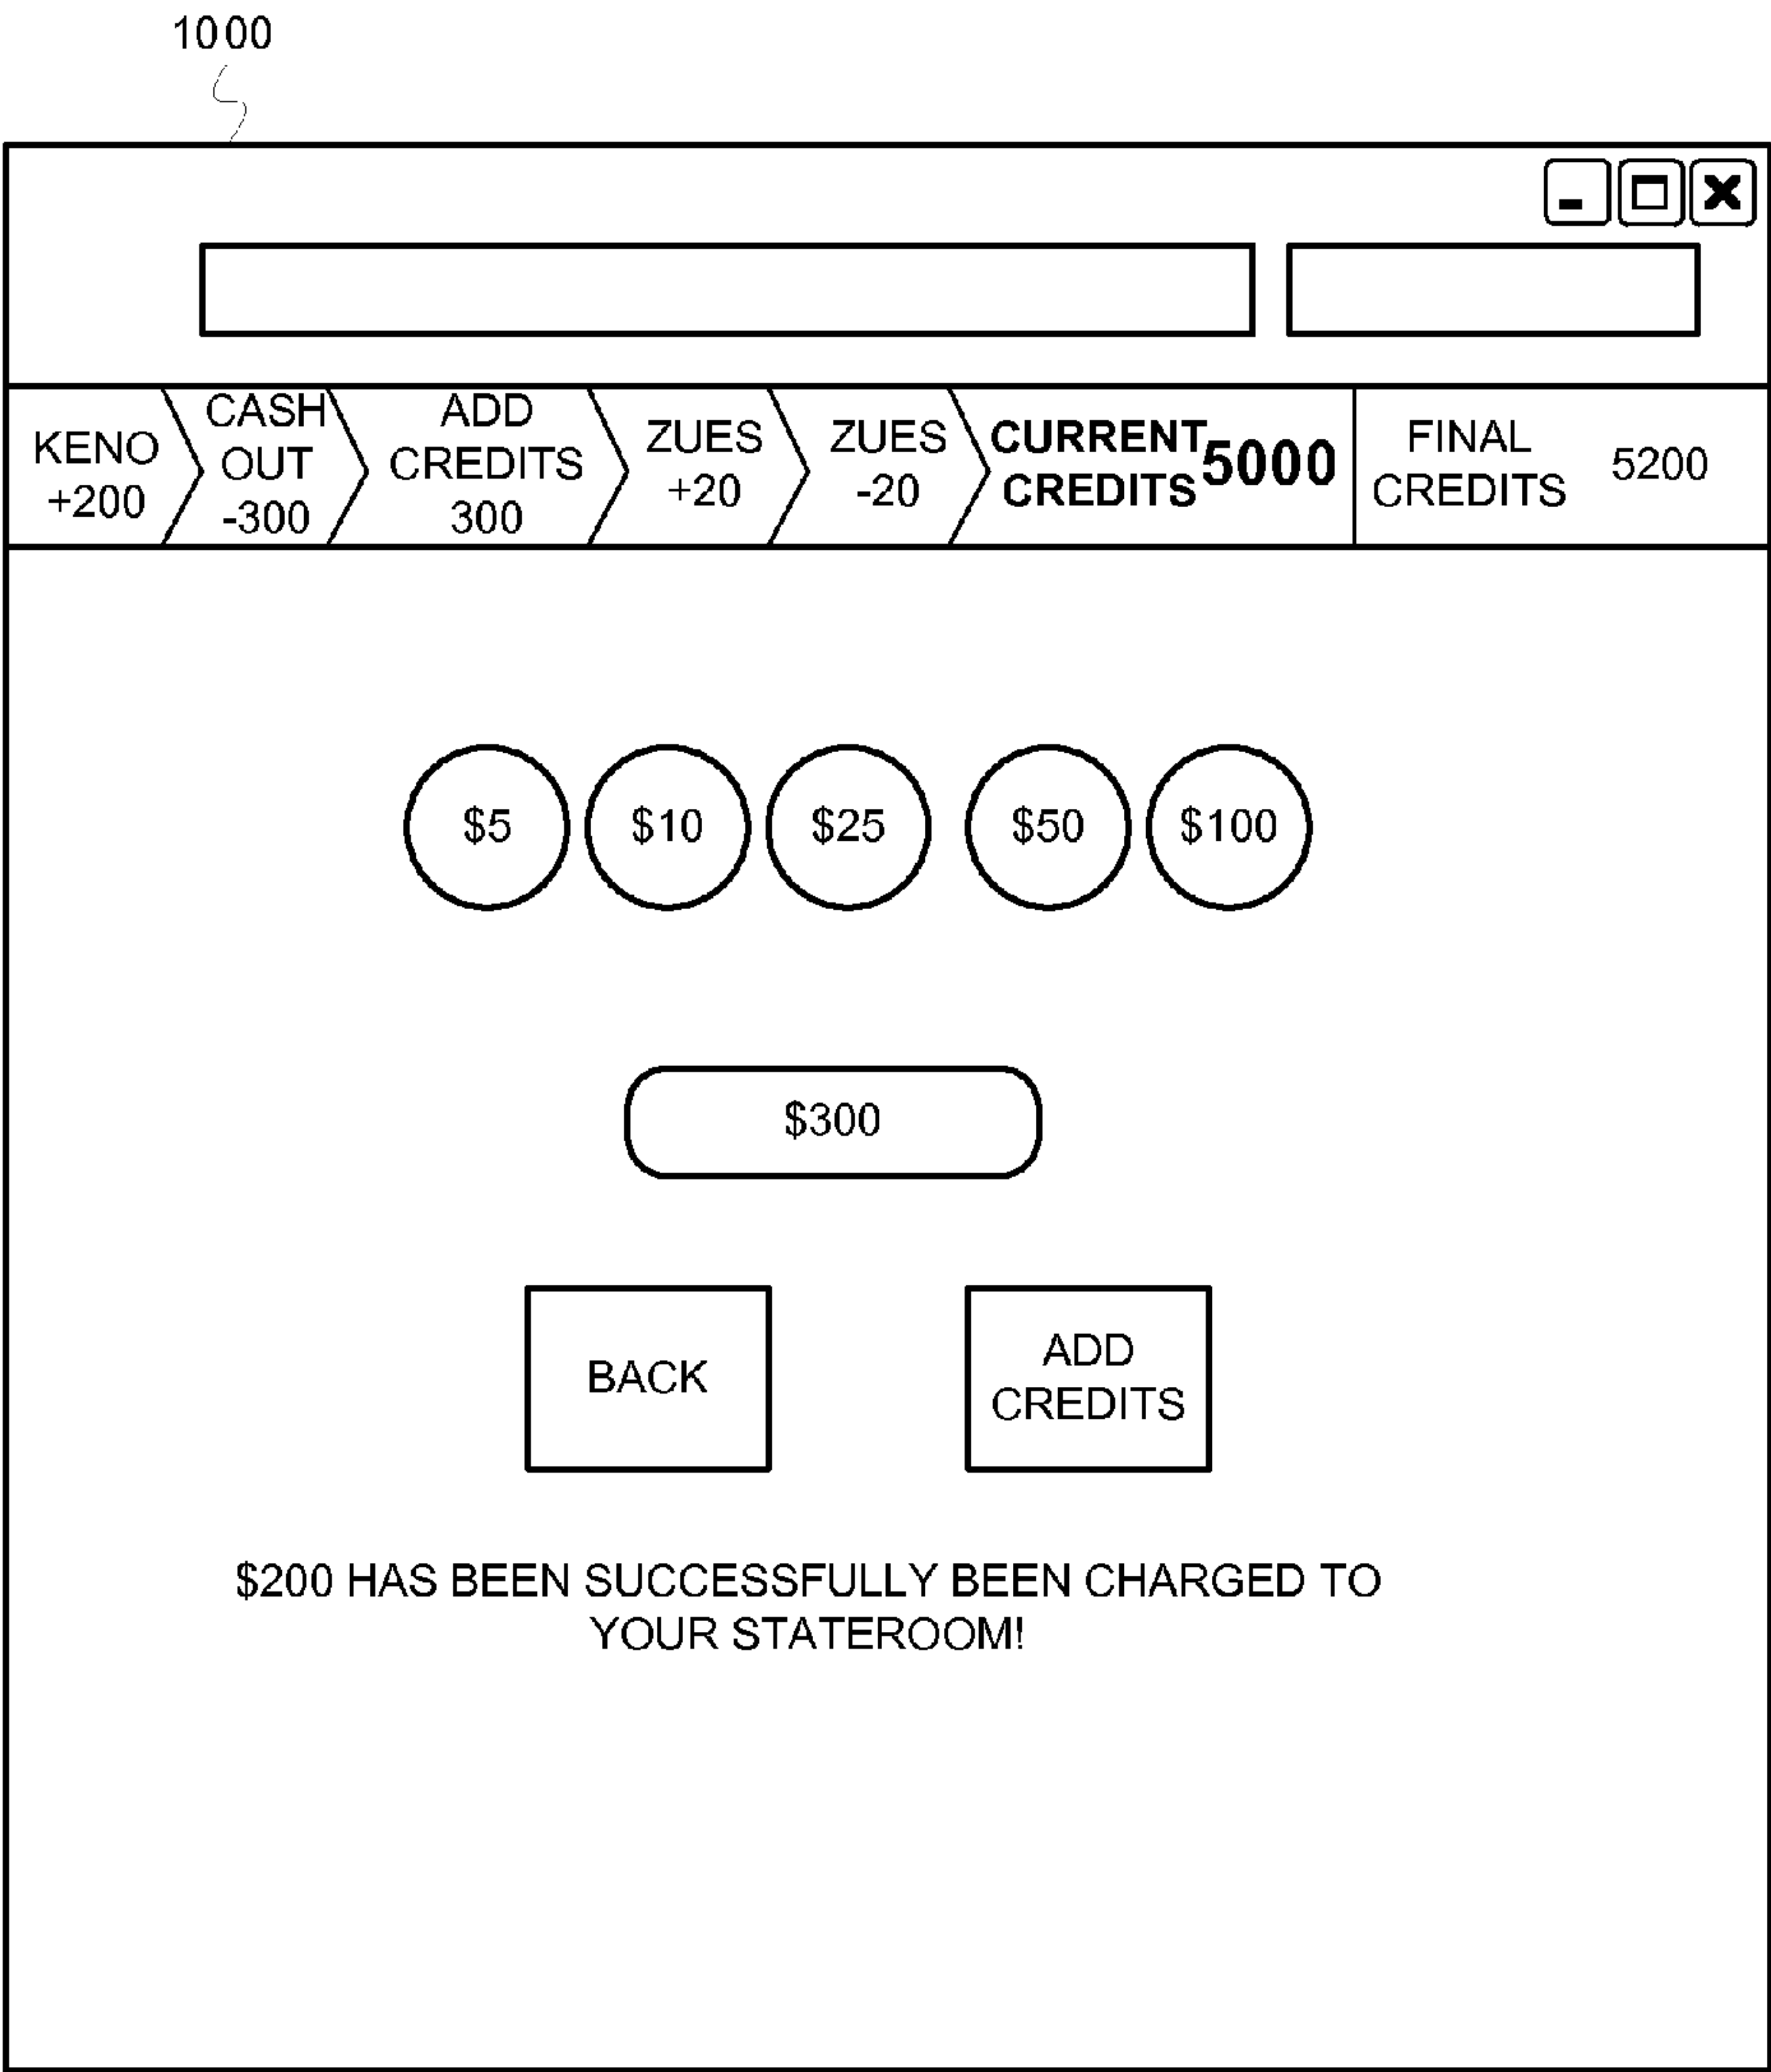 1000
KENO
+200
CASH
OUT
-300
ADD
CREDITS
300
ZUES
+20
ZUES
-20
CURRENT
CREDITS
5000
FINAL
CREDITS
5200
$5
$10
$25
$50
$100
$300
BACK
ADD
CREDITS
$200 HAS BEEN SUCCESSFULLY BEEN CHARGED TO
YOUR STATEROOM!